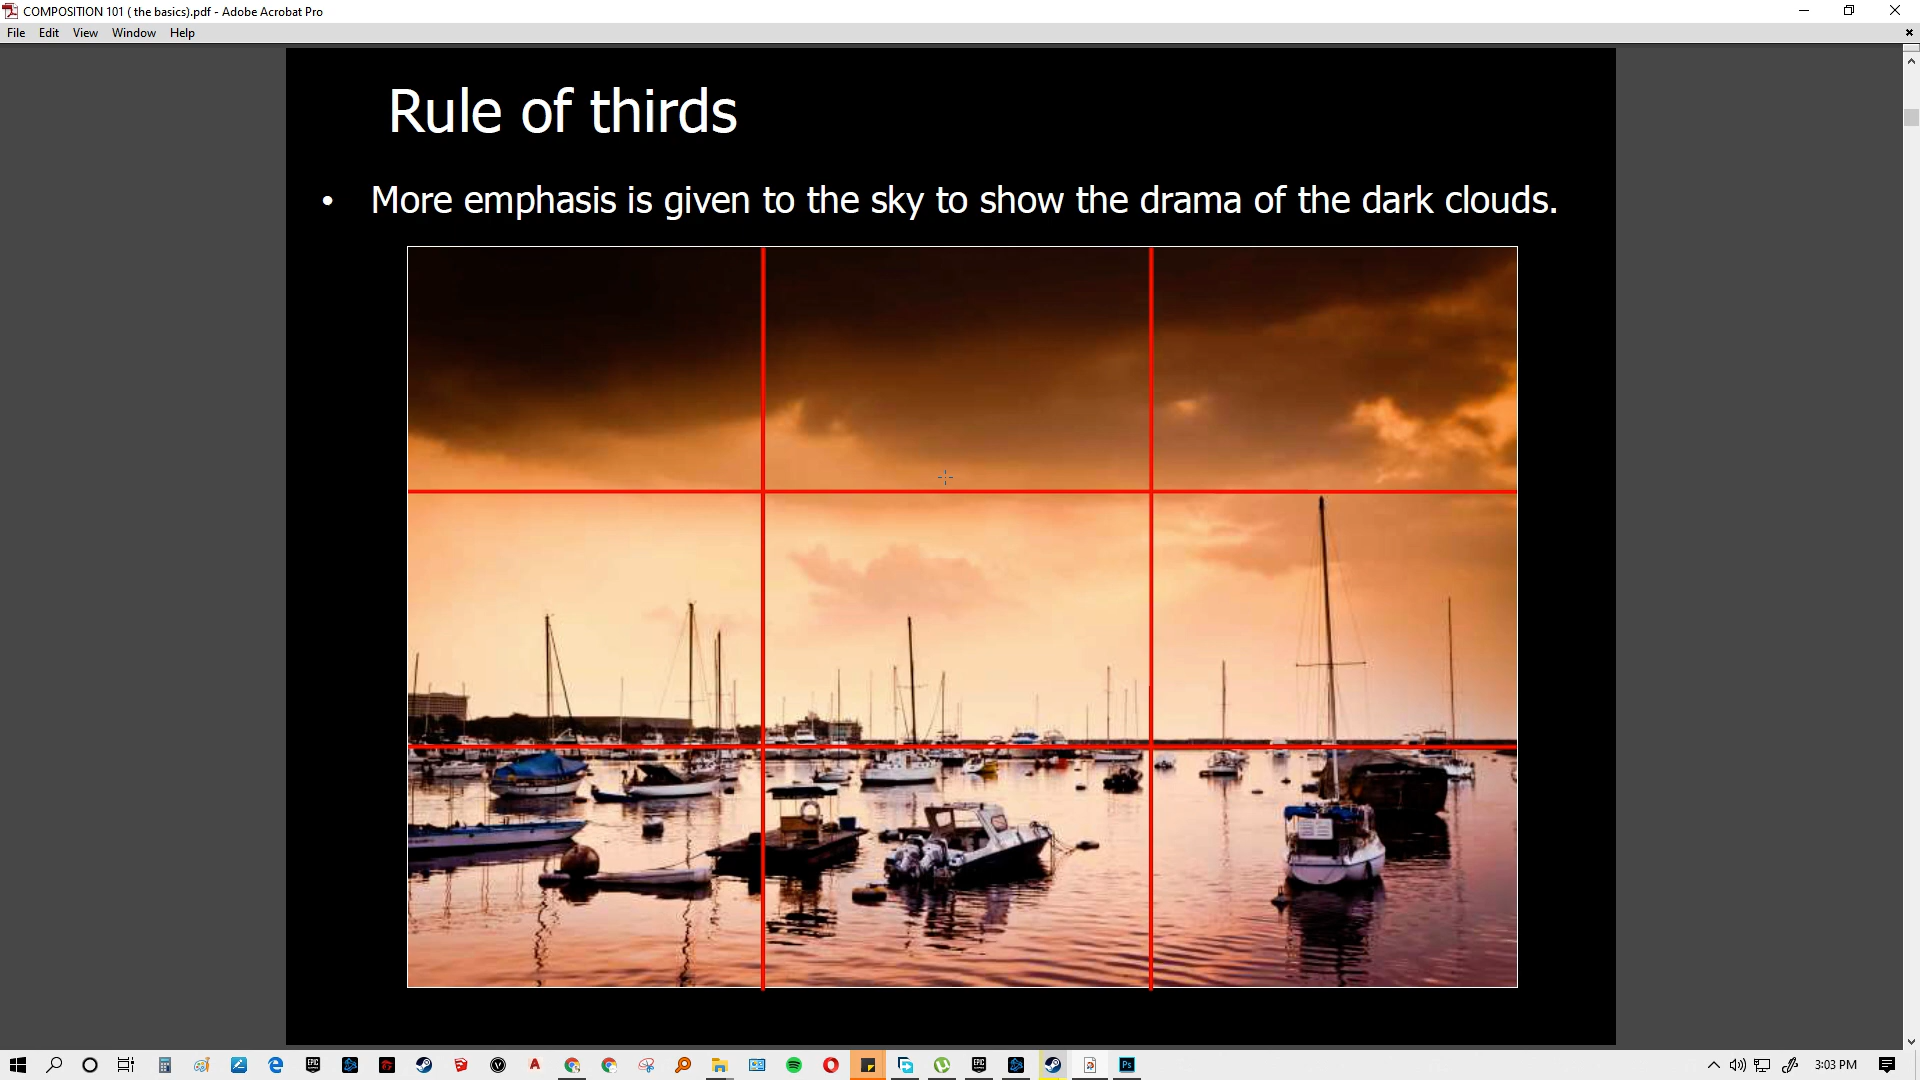 COMPOSITION 101 ( the basics).pdf - Adobe Acrobat Pro
File Edit View Window Help
Rule of thirds
• More emphasis is given to the sky to show the drama of the dark clouds.
3:03 PM